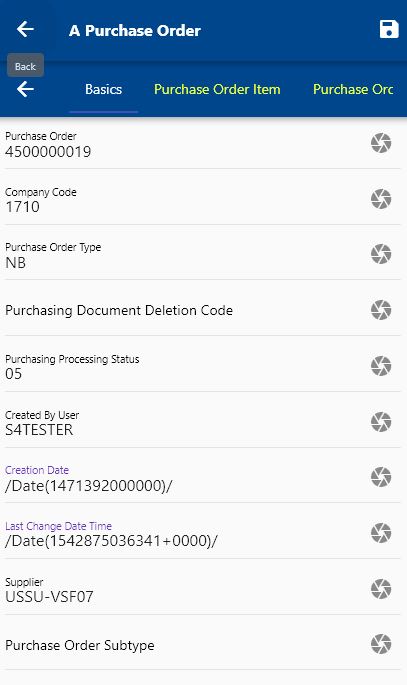 A Purchase Order
Back
Basics
Purchase Order Item
Purchase Orc
Purchase Order
4500000019
Company Code
1710
Purchase Order Type
NB
Purchasing Document Deletion Code
Purchasing Processing Status
05
Created By User
S4TESTER
Creation Date
/Date(1471392000000)/
Last Change Date Time
/Date(1542875036341+0000)/
Supplier
USSU-VSF07
Purchase Order Subtype